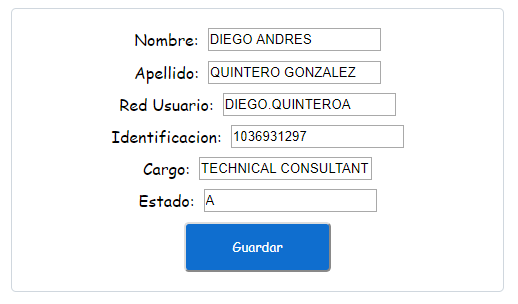 Nombre: DIEGO ANDRES
Apellido: QUINTERO GONZALEZ
Red Usuario: DIEGO.QUINTEROA
Identificacion: 1036931297
Cargo: TECHNICAL CONSULTANT
Estado: A
Guardar